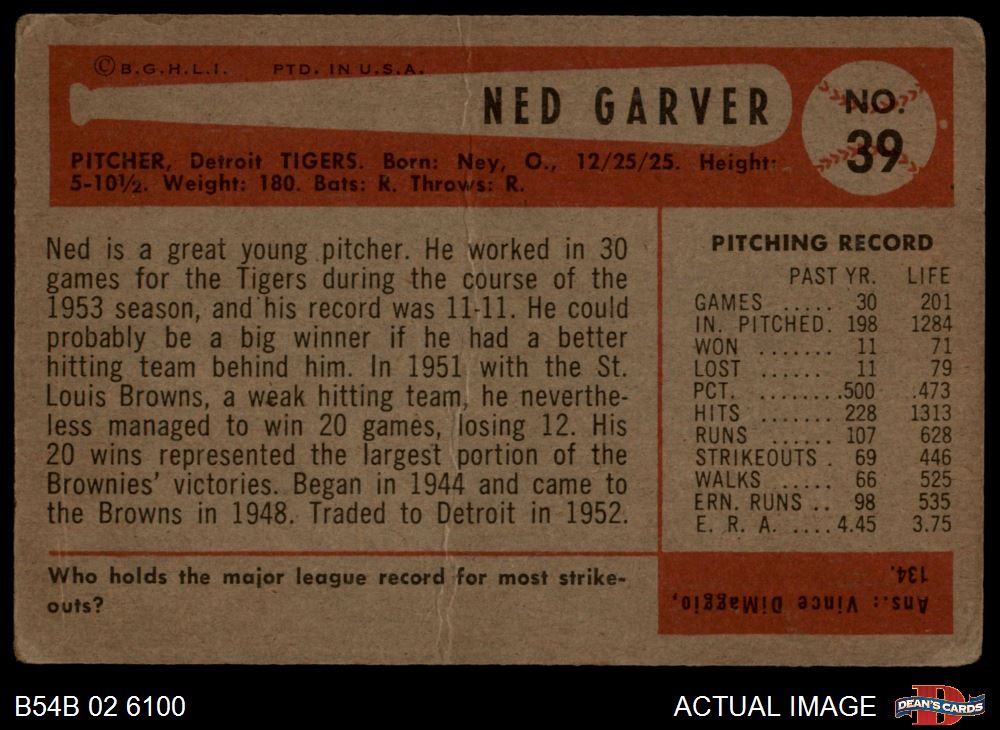 © B.G.H.L.I. PTD. IN U.S.A.
NED GARVER
NO.
39
PITCHER, Detroit TIGERS. Born: Ney, O., 12/25/25. Height:
5-10½. Weight: 180. Bats: R. Throws: R.
Ned is a great young pitcher. He worked in 30
games for the Tigers during the course of the
1953 season, and his record was 11-11. He could
probably be a big winner if he had a better
hitting team behind him. In 1951 with the St.
Louis Browns, a weak hitting team, he neverthe-
less managed to win 20 games, losing 12. His
20 wins represented the largest portion of the
Brownies' victories. Began in 1944 and came to
the Browns in 1948. Traded to Detroit in 1952.
PITCHING RECORD
PAST YR. LIFE
GAMES ..... 30 201
IN. PITCHED. 198 1284
WON ....... 11 71
LOST ...... 11 79
PCT. ........500 .473
HITS ...... 228 1313
RUNS ...... 107 628
STRIKEOUTS . 69 446
WALKS ..... 66 525
ERN. RUNS .. 98 535
E. R. A. ....4.45 3.75
Who holds the major league record for most strike-
outs?
Ans.: Vince DiMaggio,
134.
B54B 02 6100
ACTUAL IMAGE
D
DEAN'S CARDS